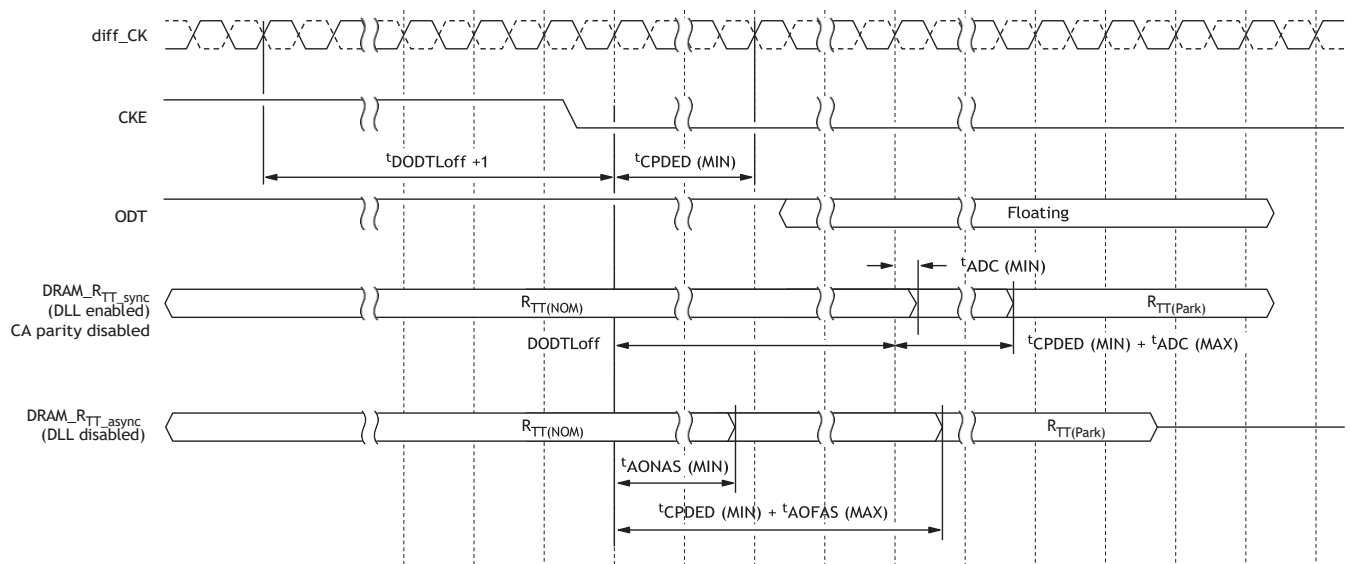 diff_CK
CKE
tDODTLoff +1
tCPDED (MIN)
ODT
Floating
tADC (MIN)
DRAM_RTT_sync
(DLL enabled)
CA parity disabled
RTT(NOM)
RTT(Park)
DODTLoff
tCPDED (MIN) + tADC (MAX)
DRAM_RTT_async
(DLL disabled)
RTT(NOM)
RTT(Park)
tAONAS (MIN)
tCPDED (MIN) + tAOFAS (MAX)